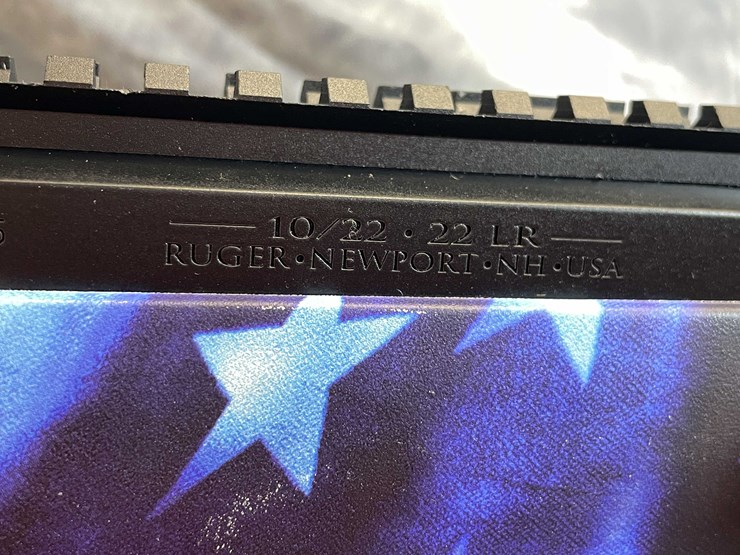 10/22 · 22 LR
RUGER·NEWPORT·NH·USA